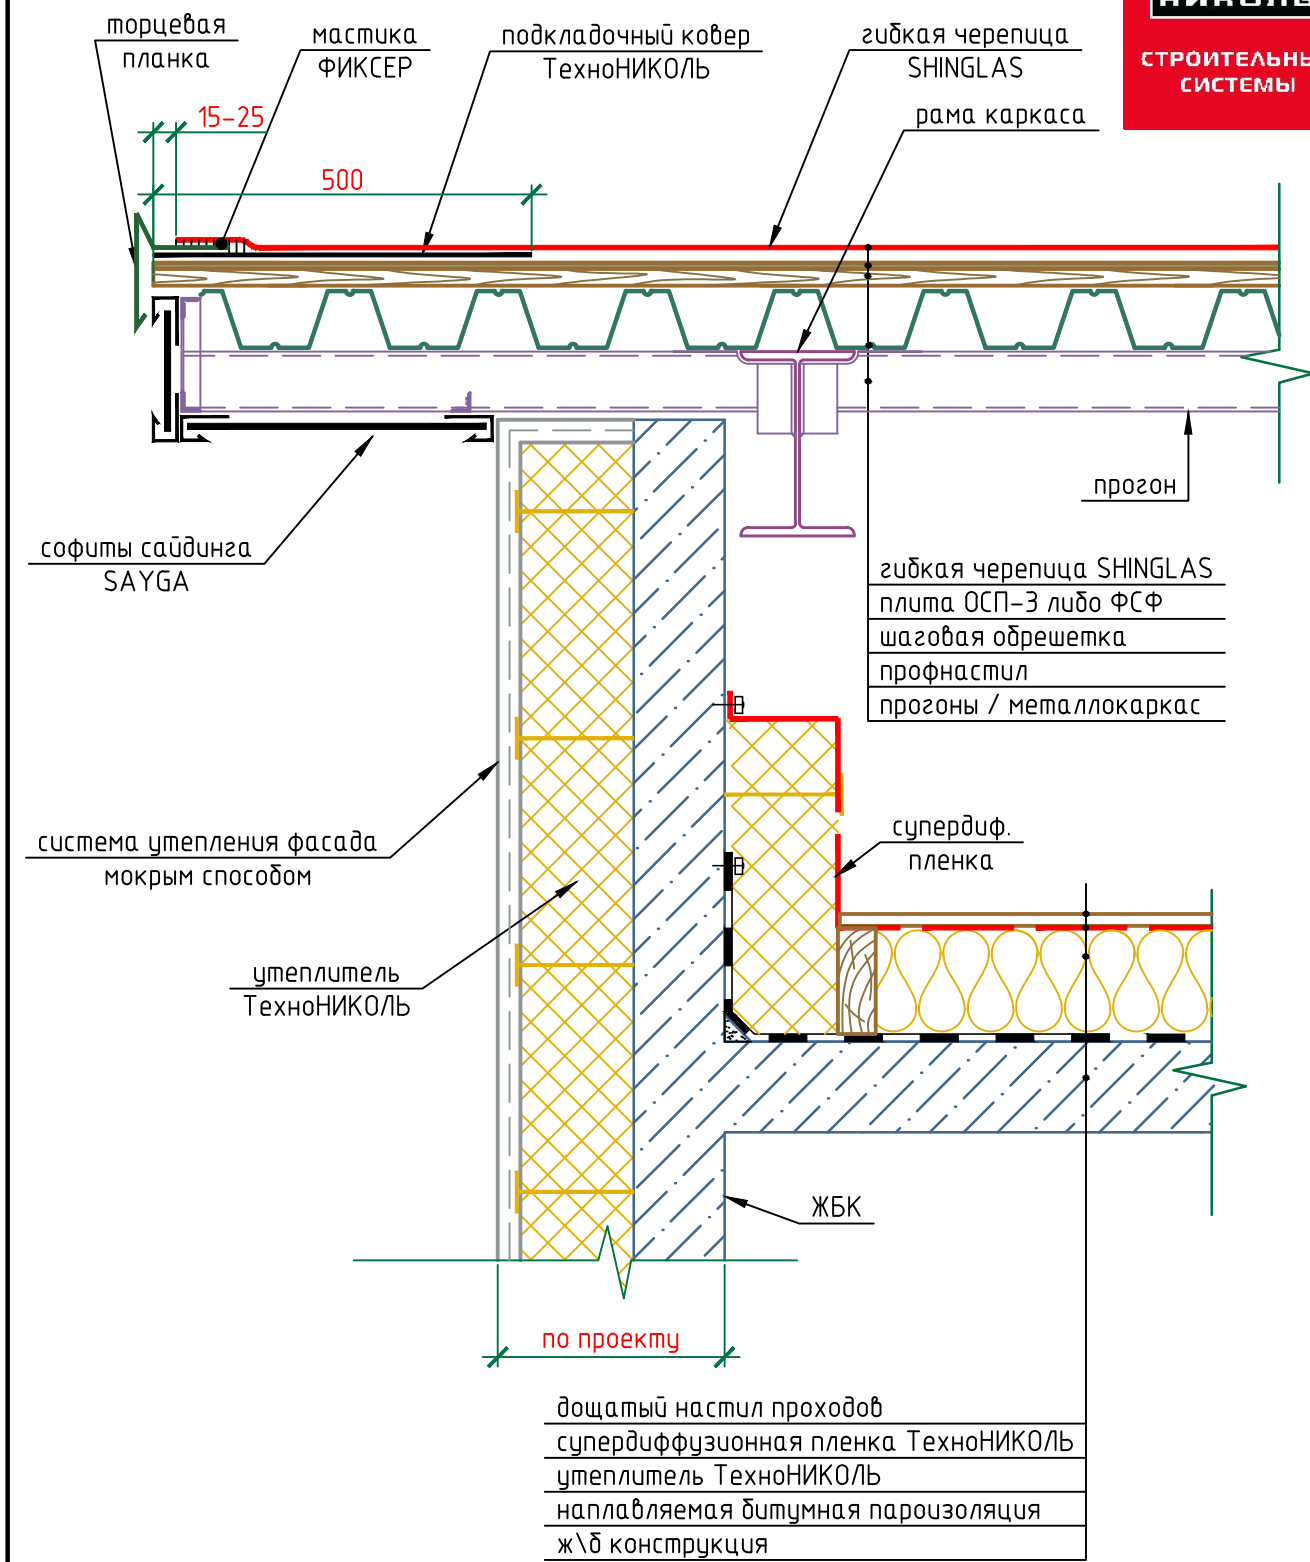 СТРОИТЕЛЬНЫ
СИСТЕМЫ
торцевая
планка
мастика
ФИКСЕР
подкладочный ковер
ТехноНИКОЛЬ
гибкая черепица
SHINGLAS
рама каркаса
15-25
500
прогон
софиты сайдинга
SAYGA
гибкая черепица SHINGLAS
плита ОСП-3 либо ФСФ
шаговая обрешетка
профнастил
прогоны / металлокаркас
система утепления фасада
мокрым способом
супердиф.
пленка
утеплитель
ТехноНИКОЛЬ
ЖБК
по проекту
дощатый настил проходов
супердиффузионная пленка ТехноНИКОЛЬ
утеплитель ТехноНИКОЛЬ
наплавляемая битумная пароизоляция
ж\б конструкция